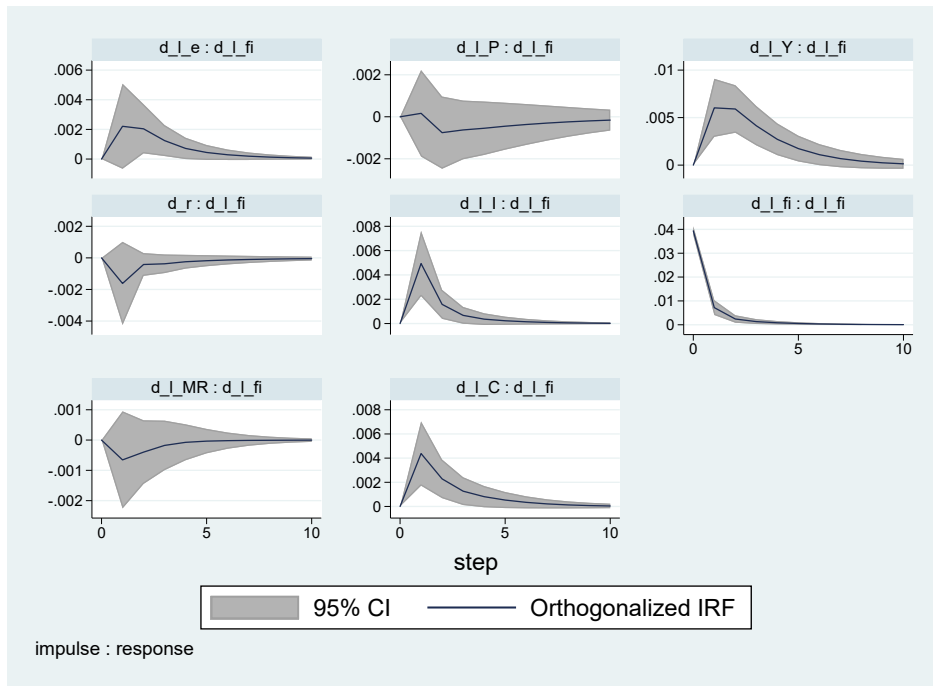 d_l_e : d_l_fi
.006
.004
.002
0
d_l_P : d_l_fi
.002
0
-.002
d_l_Y : d_l_fi
.01
.005
0
d_r : d_l_fi
.002
0
-.002
-.004
d_l_I : d_l_fi
.008
.006
.004
.002
0
d_l_fi : d_l_fi
.04
.03
.02
.01
0
0 5 10
d_l_MR : d_l_fi
.001
0
-.001
-.002
0 5 10
d_l_C : d_l_fi
.008
.006
.004
.002
0
0 5 10
step
95% CI
Orthogonalized IRF
impulse : response